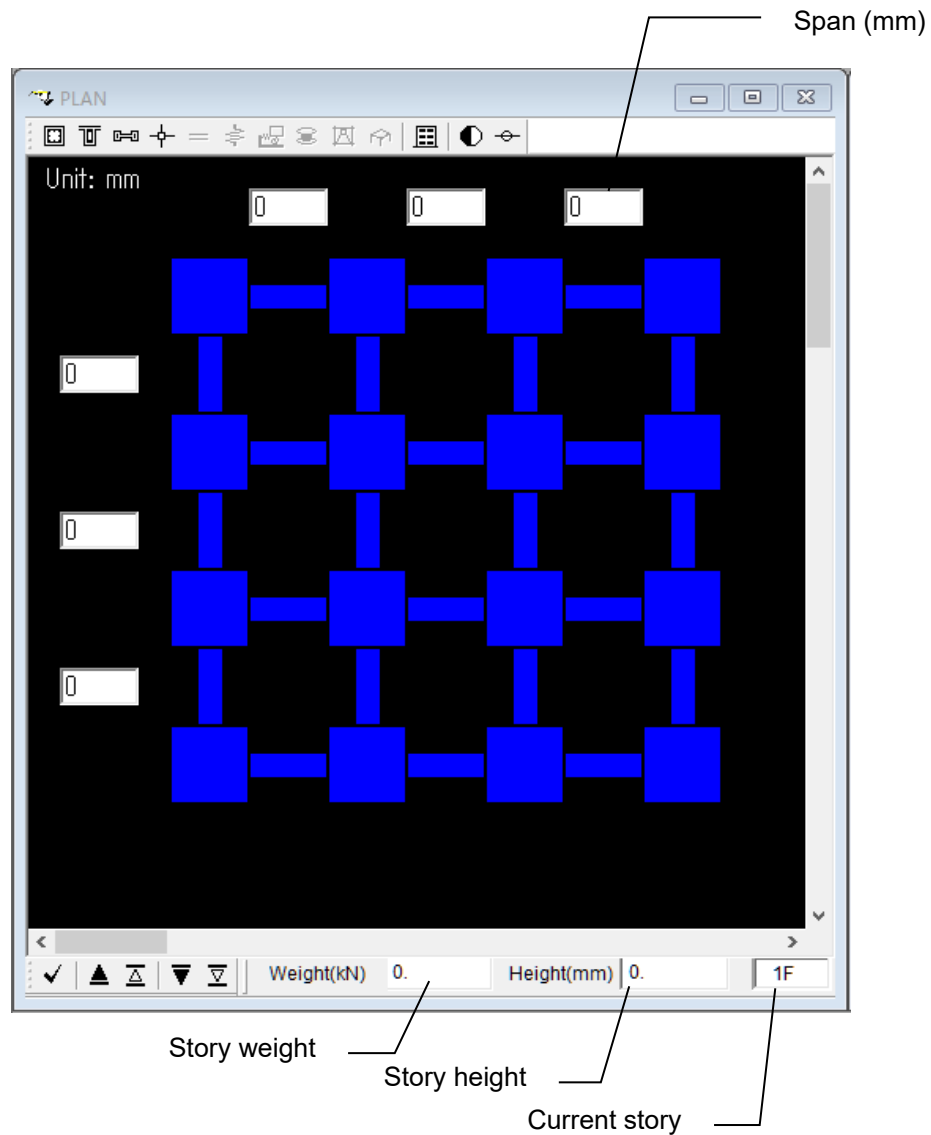 Span (mm)
PLAN
Unit: mm
0 0 0
0
0
0
Weight(kN) 0. Height(mm) 0. 1F
Story weight
Story height
Current story